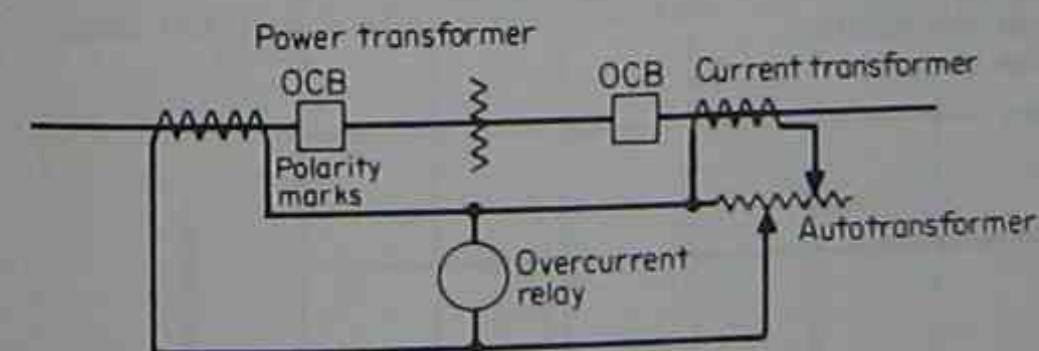 Power transformer
OCB
OCB
Current transformer
Polarity
marks
Autotransformer
Overcurrent
relay